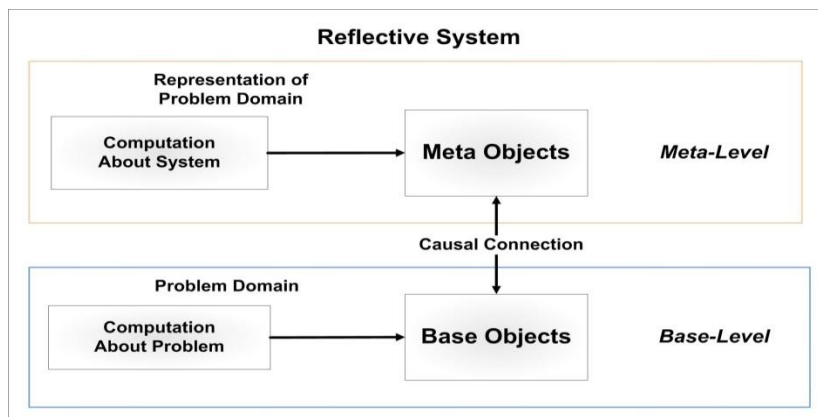 Reflective System
Representation of
Problem Domain
Computation
About System
Meta Objects
Meta-Level
Causal Connection
Problem Domain
Computation
About Problem
Base Objects
Base-Level